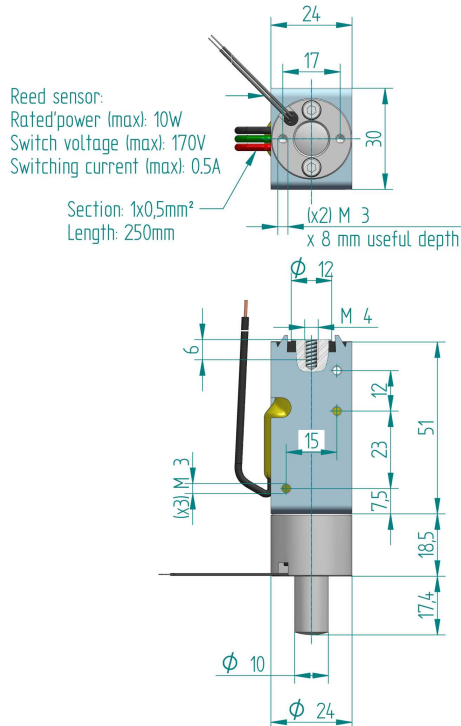 24
17
Reed sensor:
Rated'power (max): 10W
Switch voltage (max): 170V
Switching current (max): 0.5A
30
Section: 1x0,5mm²
Length: 250mm
(x2) M 3
x 8 mm useful depth
ϕ 12
M 4
6
12
15
51
23
(x3) M 3
7,5
18,5
17,4
ϕ 10
ϕ 24